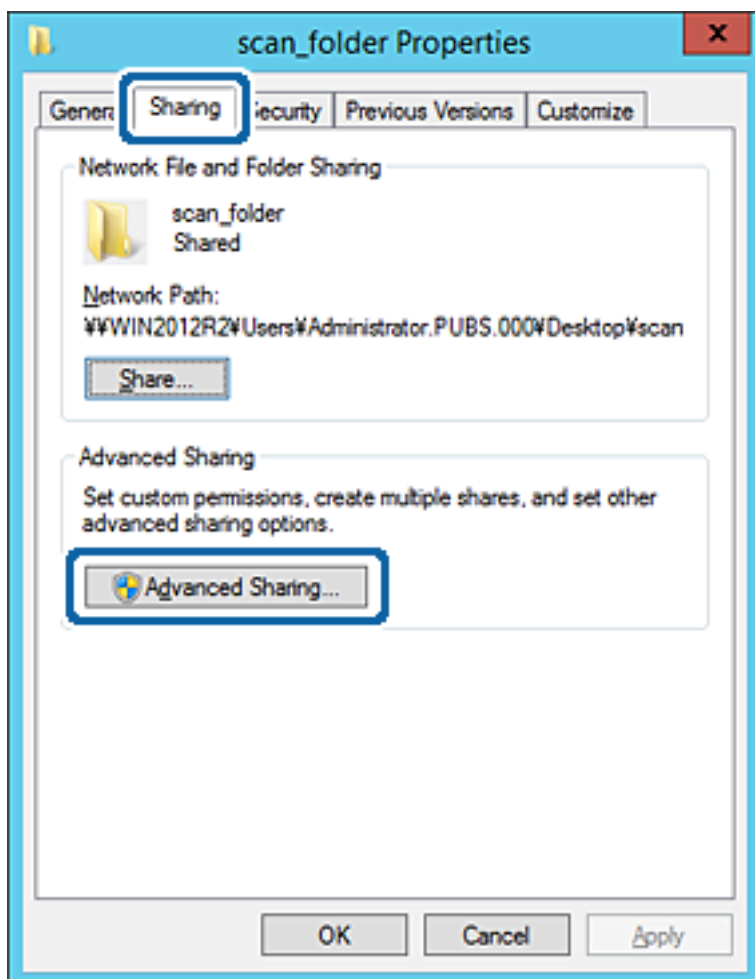 scan_folder Properties
x
Genera Sharing ecurity Previous Versions Customize
Network File and Folder Sharing
scan_folder
Shared
Network Path:
¥¥WIN2012R2¥Users¥Administrator.PUBS.000¥Desktop¥scan
Share...
Advanced Sharing
Set custom permissions, create multiple shares, and set other
advanced sharing options.
Advanced Sharing...
OK Cancel Apply